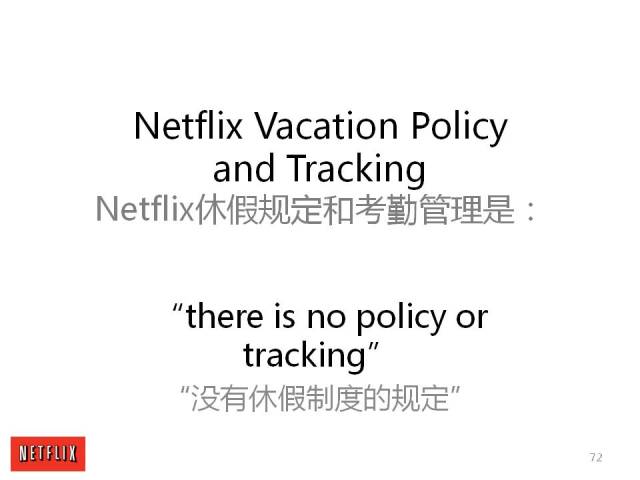 Netflix Vacation Policy
and Tracking
Netflix休假规定和考勤管理是：
“there is no policy or
tracking”
“没有休假制度的规定”
NETFLIX
72